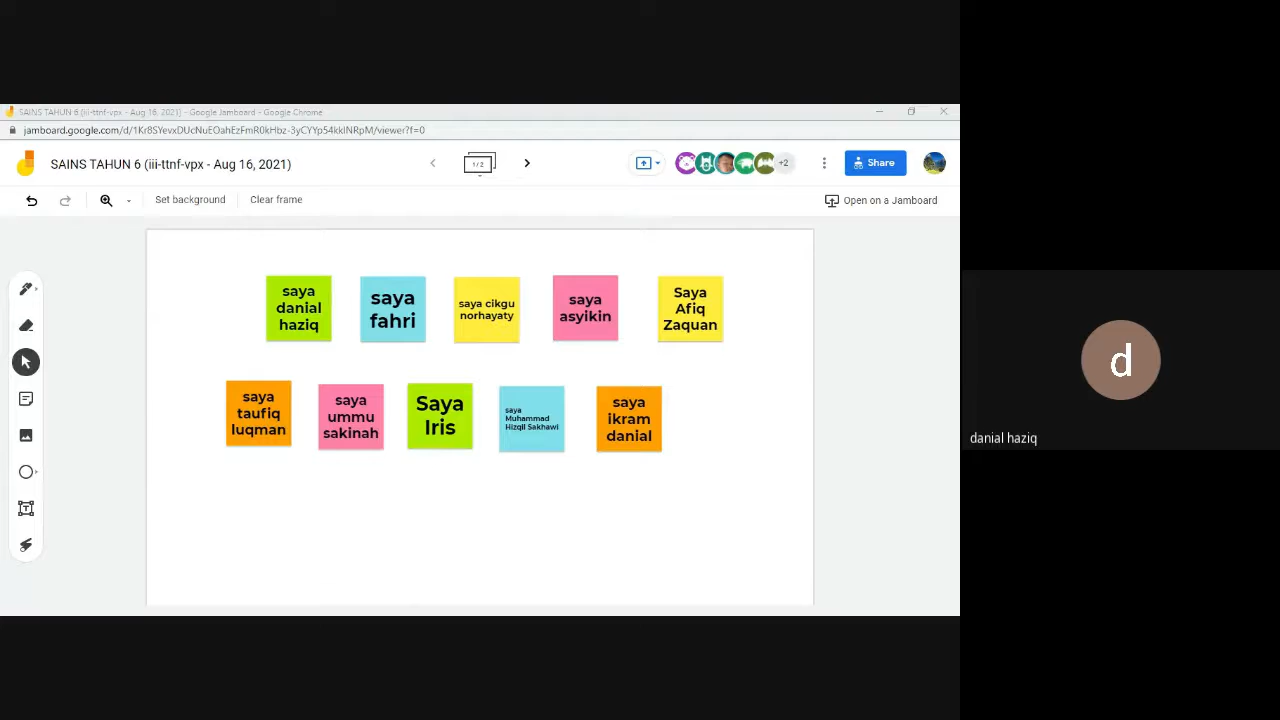 SAINS TAHUN 6 (iii-ttnf-vpx - Aug 16, 2021) - Google Jamboard - Google Chrome
SAINS TAHUN 6 (iii-ttnf-vpx - Aug 16, 2021)
1/2
+2
Share
Set background
Clear frame
Open on a Jamboard
saya
danial
haziq
saya
fahri
saya cikgu
norhayaty
saya
asyikin
Saya
Afiq
Zaquan
saya
taufiq
luqman
saya
ummu
sakinah
Saya
Iris
saya
Muhammad
Hizqil Sakhawi
saya
ikram
danial
d
danial haziq